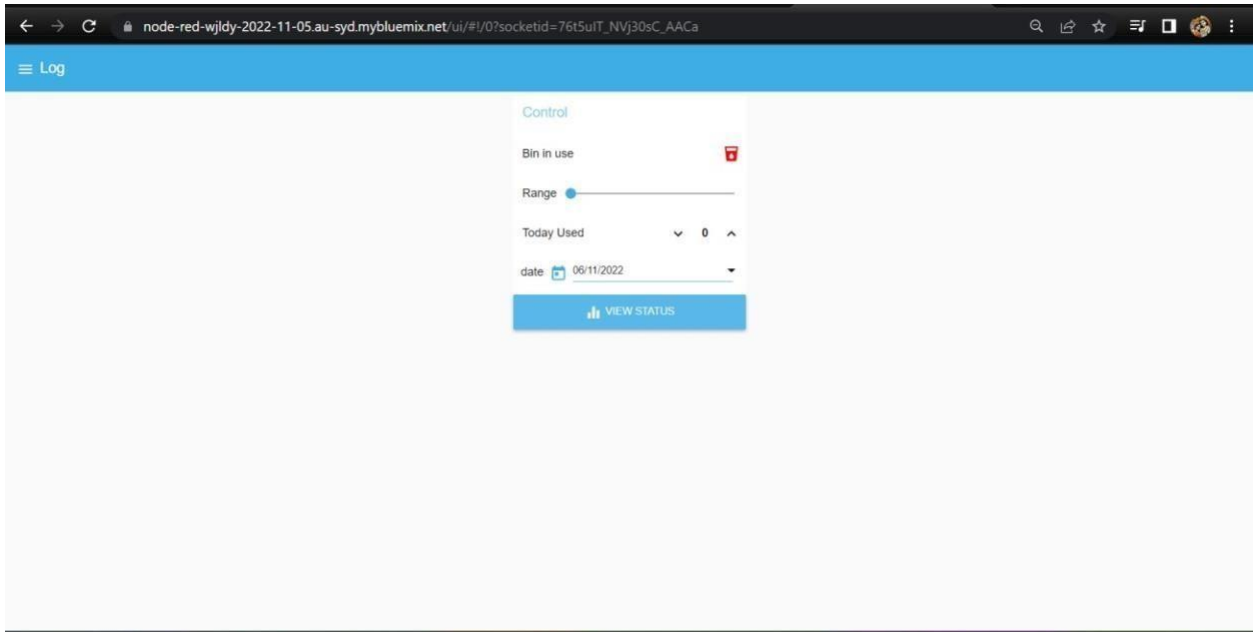 node-red-wjldy-2022-11-05.au-syd.mybluemix.net/ui/#!/0?socketid=76t5uIT_NVj30sC_AACa
Log
Control
Bin in use
Range
Today Used 0
date 06/11/2022
VIEW STATUS